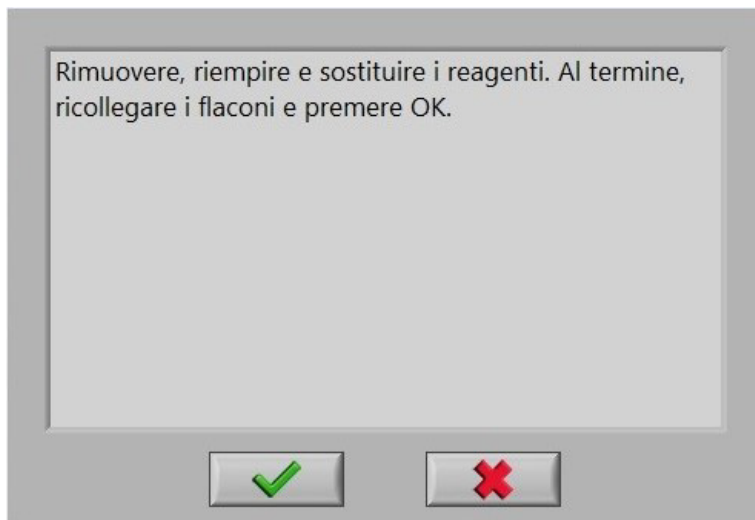 Rimuovere, riempire e sostituire i reagenti. Al termine,
ricollegare i flaconi e premere OK.